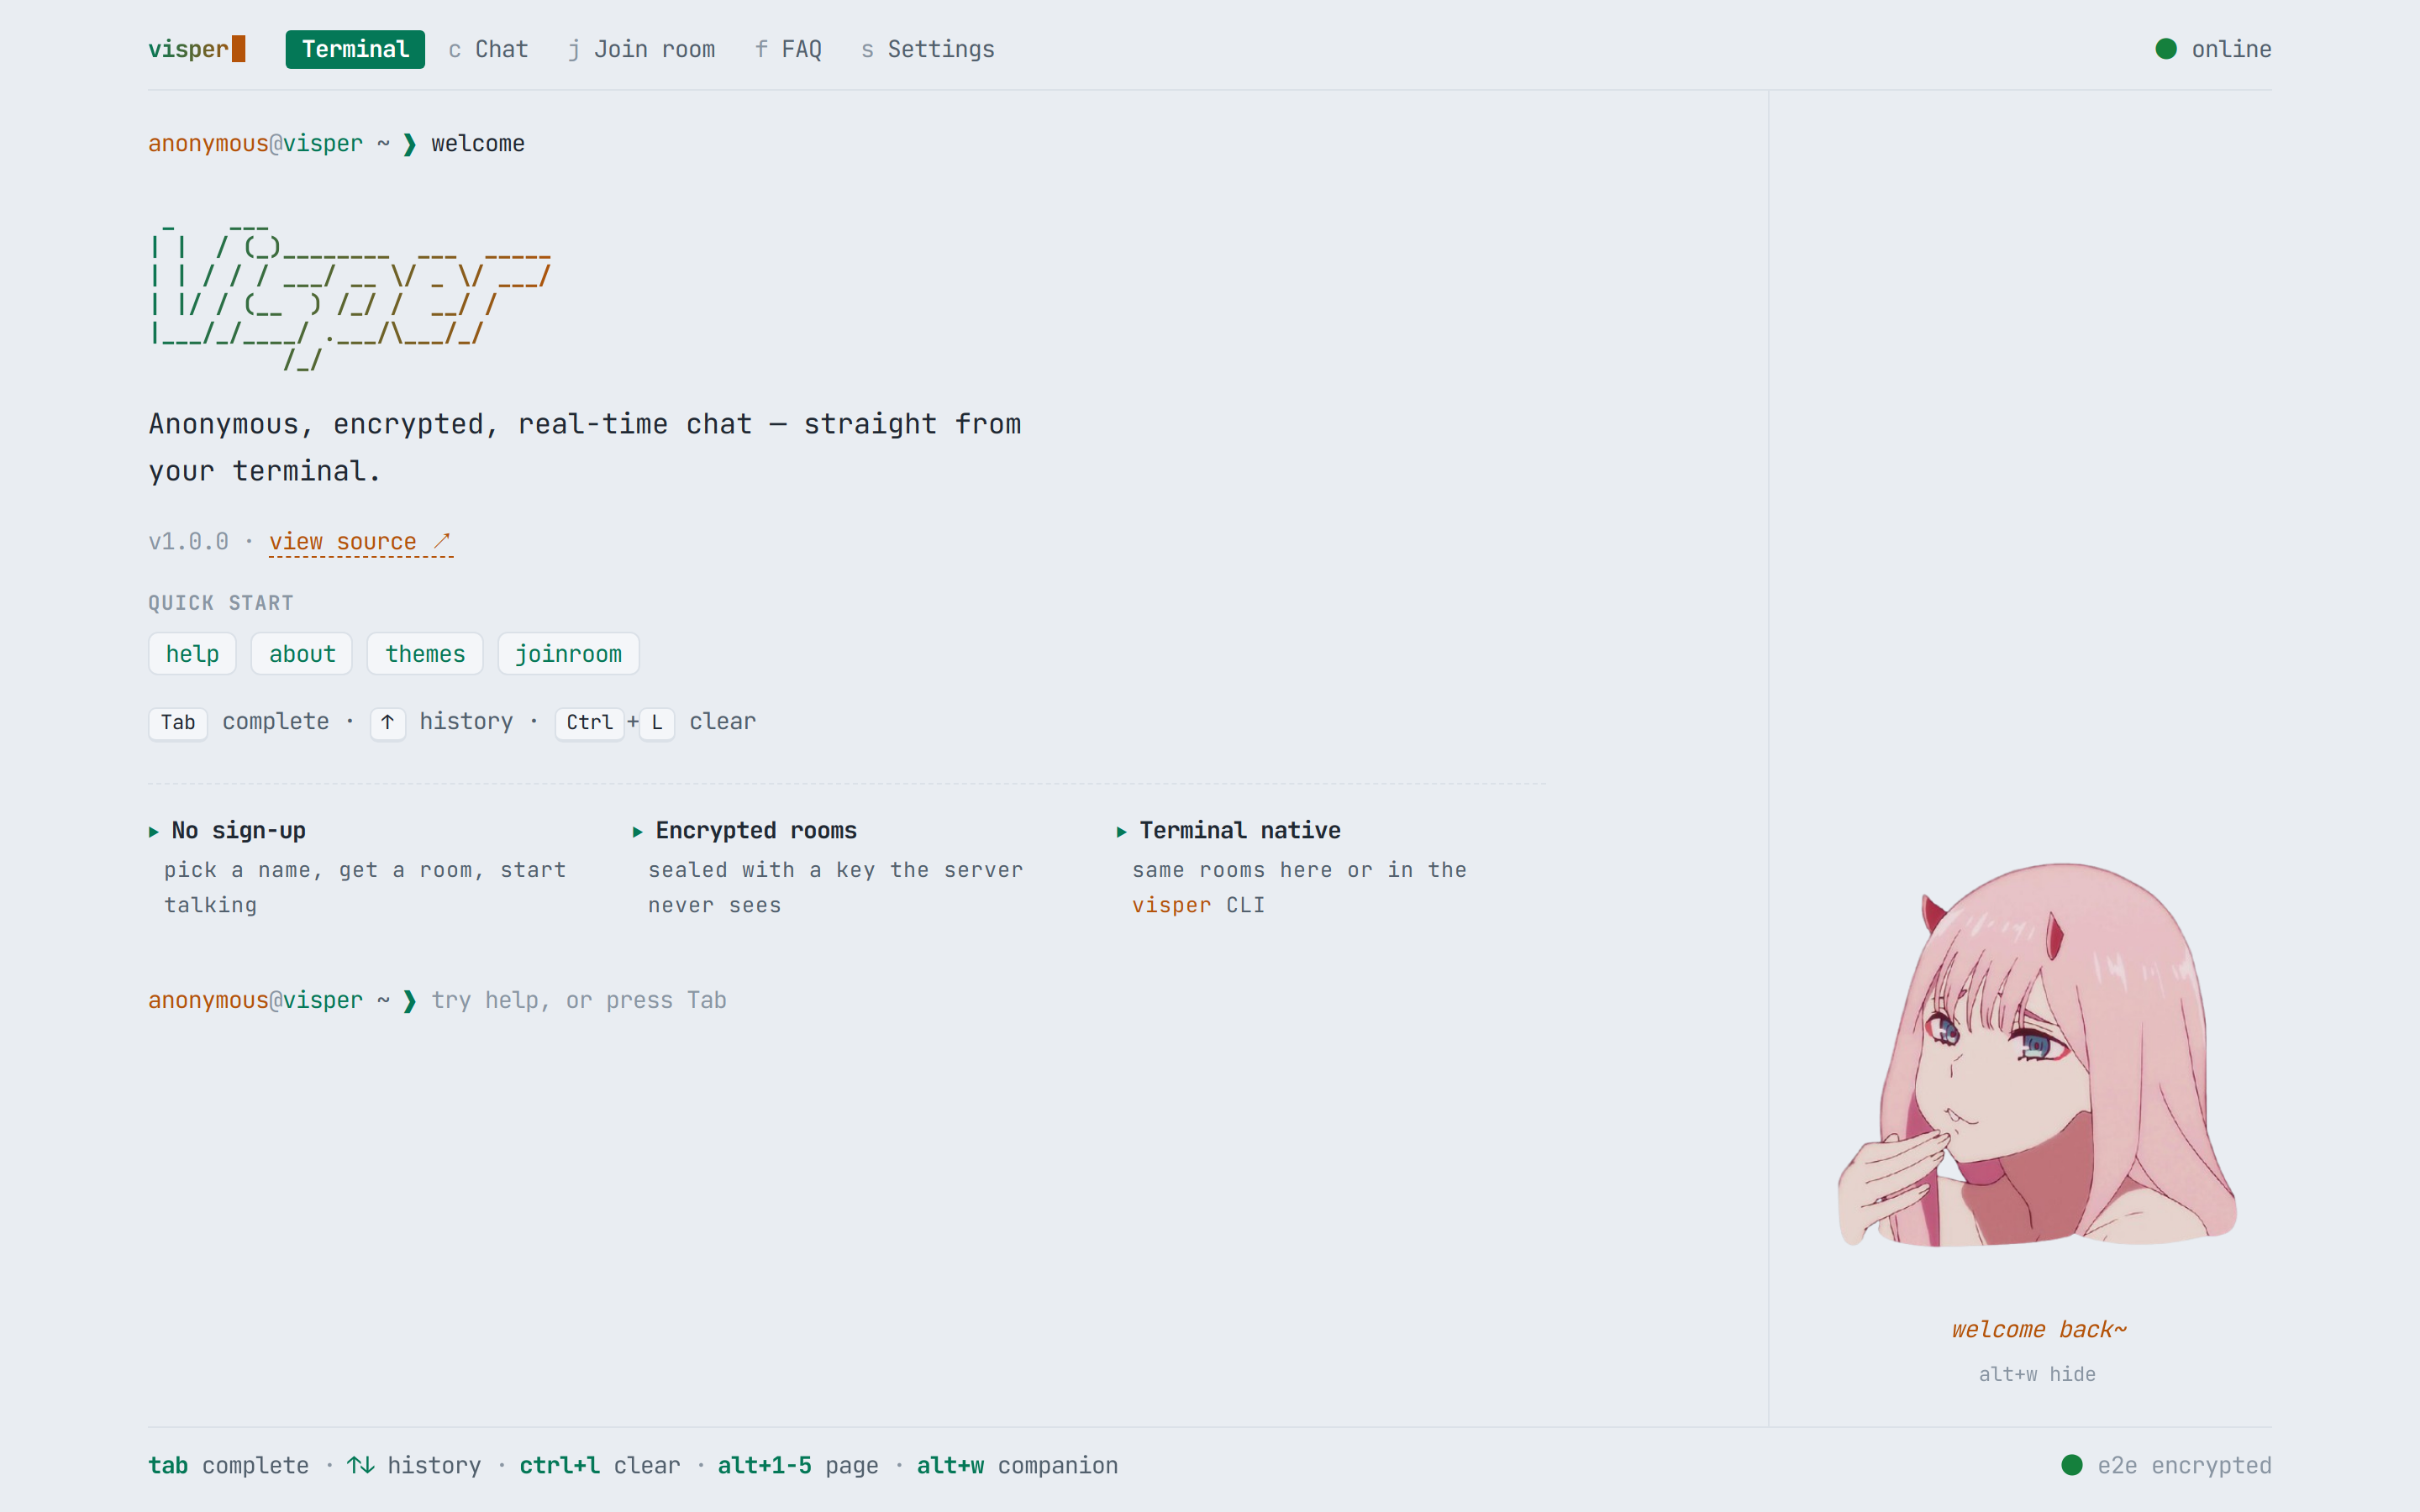 visper Terminal c Chat j Join room f FAQ s Settings online
anonymous@visper ~ ❯ welcome
Visper
Anonymous, encrypted, real-time chat — straight from
your terminal.
v1.0.0 · view source ↗
QUICK START
help about themes joinroom
Tab complete · ↑ history · Ctrl+L clear
▸ No sign-up
pick a name, get a room, start
talking
▸ Encrypted rooms
sealed with a key the server
never sees
▸ Terminal native
same rooms here or in the
visper CLI
anonymous@visper ~ ❯ try help, or press Tab
welcome back~
alt+w hide
tab complete · ↑↓ history · ctrl+l clear · alt+1-5 page · alt+w companion e2e encrypted